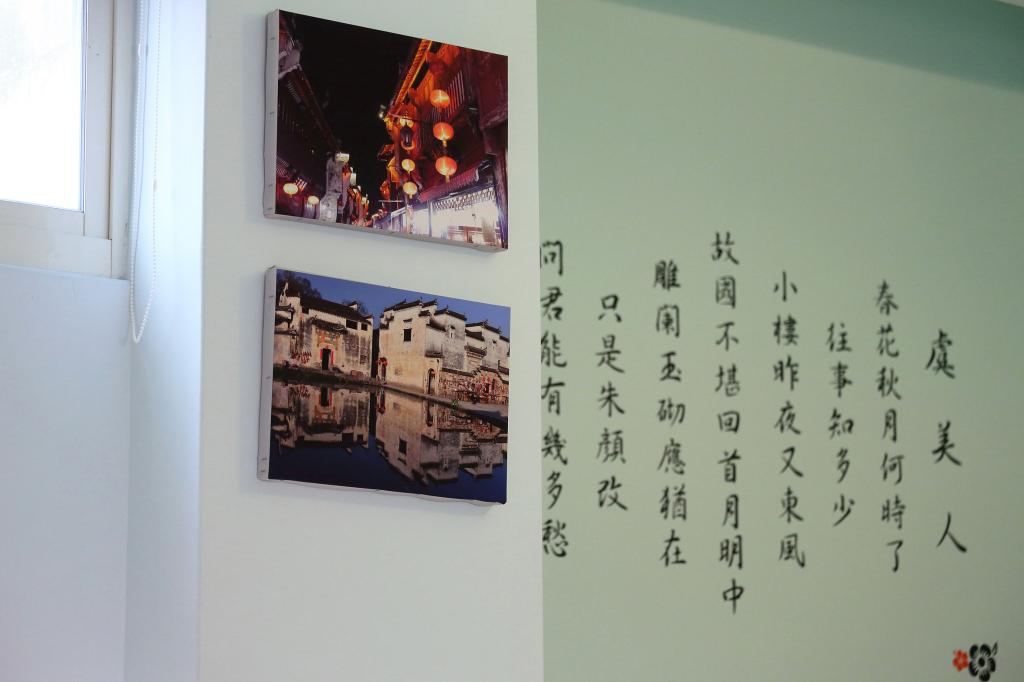 虞美人
春花秋月何時了
往事知多少
小樓昨夜又東風
故國不堪回首月明中
雕闌玉砌應猶在
只是朱顏改
問君能有幾多愁